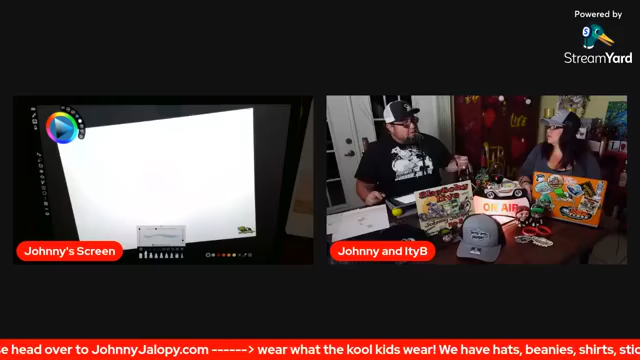 Powered by
StreamYard
Johnny's Screen
ON AIR
Johnny and ItyB
se head over to JohnnyJalopy.com ------> wear what the kool kids wear! We have hats, beanies, shirts, stic